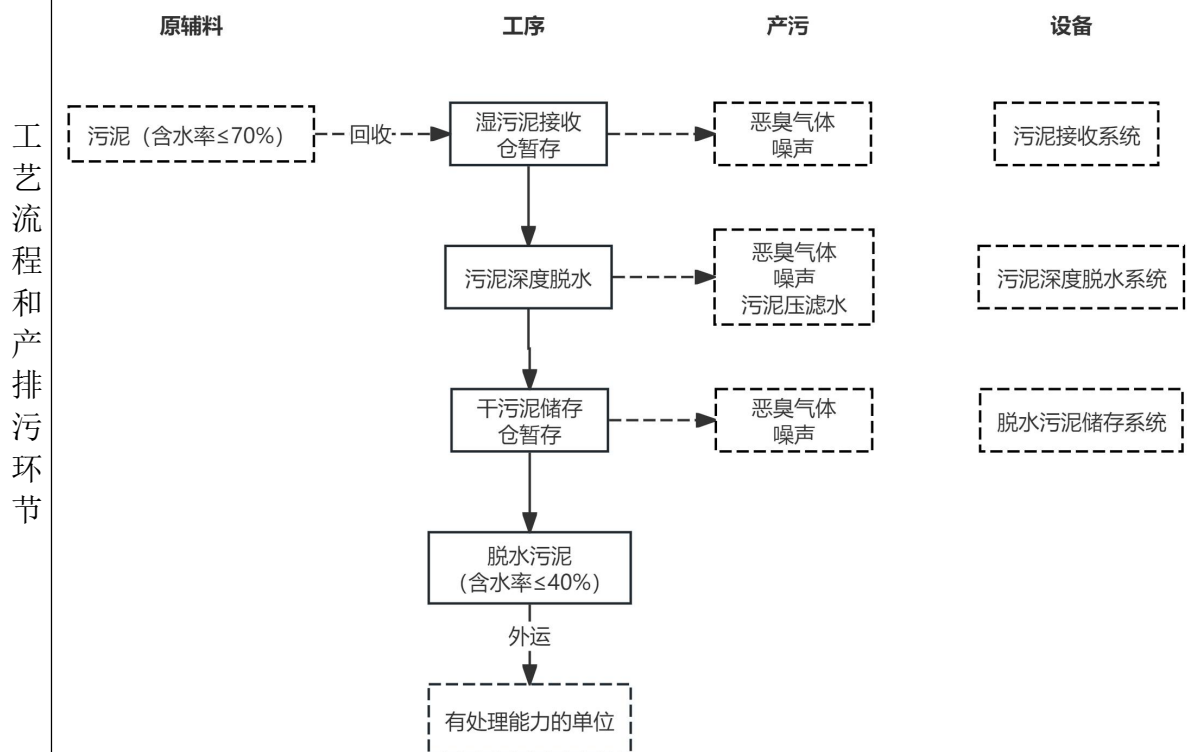 原辅料
工序
产污
设备
工艺流程和产排污环节
污泥（含水率≤70%）
回收
湿污泥接收
仓暂存
恶臭气体
噪声
污泥接收系统
污泥深度脱水
恶臭气体
噪声
污泥压滤水
污泥深度脱水系统
干污泥储存
仓暂存
恶臭气体
噪声
脱水污泥储存系统
脱水污泥
（含水率≤40%）
外运
有处理能力的单位